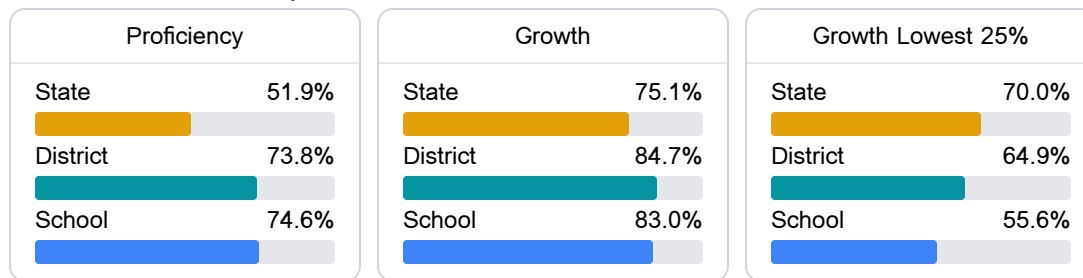 Proficiency
State 51.9%
District 73.8%
School 74.6%
Growth
State 75.1%
District 84.7%
School 83.0%
Growth Lowest 25%
State 70.0%
District 64.9%
School 55.6%